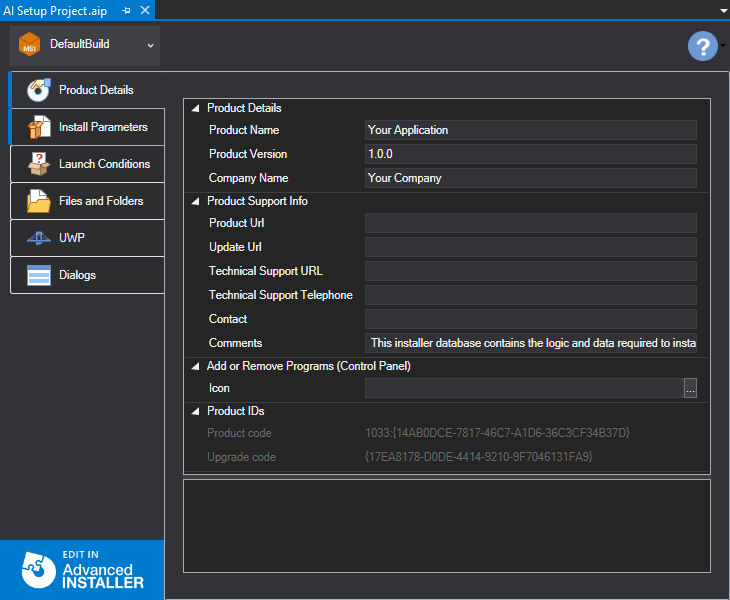 AI Setup Project.aip
MSI DefaultBuild
?
Product Details
Install Parameters
?
Launch Conditions
Files and Folders
UWP
Dialogs
Product Details
Product Name Your Application
Product Version 1.0.0
Company Name Your Company
Product Support Info
Product Url
Update Url
Technical Support URL
Technical Support Telephone
Contact
Comments This installer database contains the logic and data required to insta
Add or Remove Programs (Control Panel)
Icon ...
Product IDs
Product code 1033:{14AB0DCE-7817-46C7-A1D6-36C3CF34B37D}
Upgrade code {17EA8178-D0DE-4414-9210-9F7046131FA9}
EDIT IN
Advanced
INSTALLER